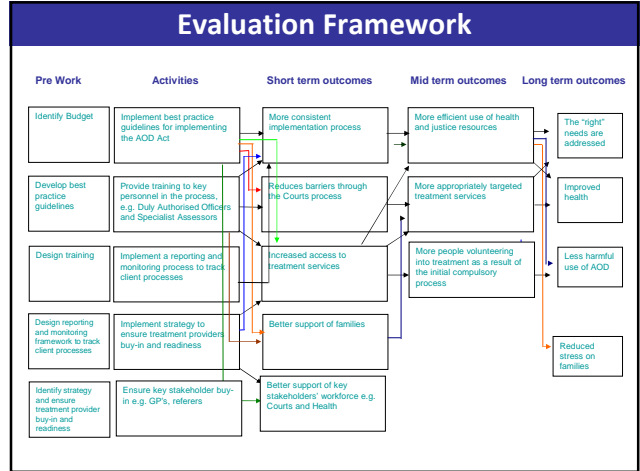 Evaluation Framework
Pre Work
Activities
Short term outcomes
Mid term outcomes
Long term outcomes
Identify Budget
Implement best practice
guidelines for implementing
the AOD Act
More consistent
implementation process
More efficient use of health
and justice resources
The "right"
needs are
addressed
Develop best
practice
guidelines
Provide training to key
personnel in the process,
e.g. Duly Authorised Officers
and Specialist Assessors
Reduces barriers through
the Courts process
More appropriately targeted
treatment services
Improved
health
Design training
Implement a reporting and
monitoring process to track
client processes
Increased access to
treatment services
More people volunteering
into treatment as a result of
the initial compulsory
process
Less harmful
use of AOD
Design reporting
and monitoring
framework to track
client processes
Implement strategy to
ensure treatment providers
buy-in and readiness
Better support of families
Reduced
stress on
families
Identify strategy
and ensure
treatment provider
buy-in and
readiness
Ensure key stakeholder buy-
in e.g. GP's, referers
Better support of key
stakeholders' workforce e.g.
Courts and Health